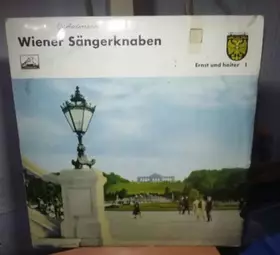 Wiener Sängerknaben
Ernst und heiter 1